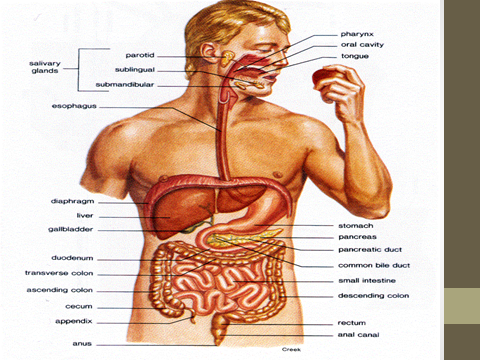 pharynx
oral cavity
tongue
salivary
glands
parotid
sublingual
submandibular
esophagus
diaphragm
liver
gallbladder
stomach
pancreas
pancreatic duct
duodenum
common bile duct
transverse colon
small intestine
ascending colon
descending colon
cecum
appendix
rectum
anal canal
anus
Creek